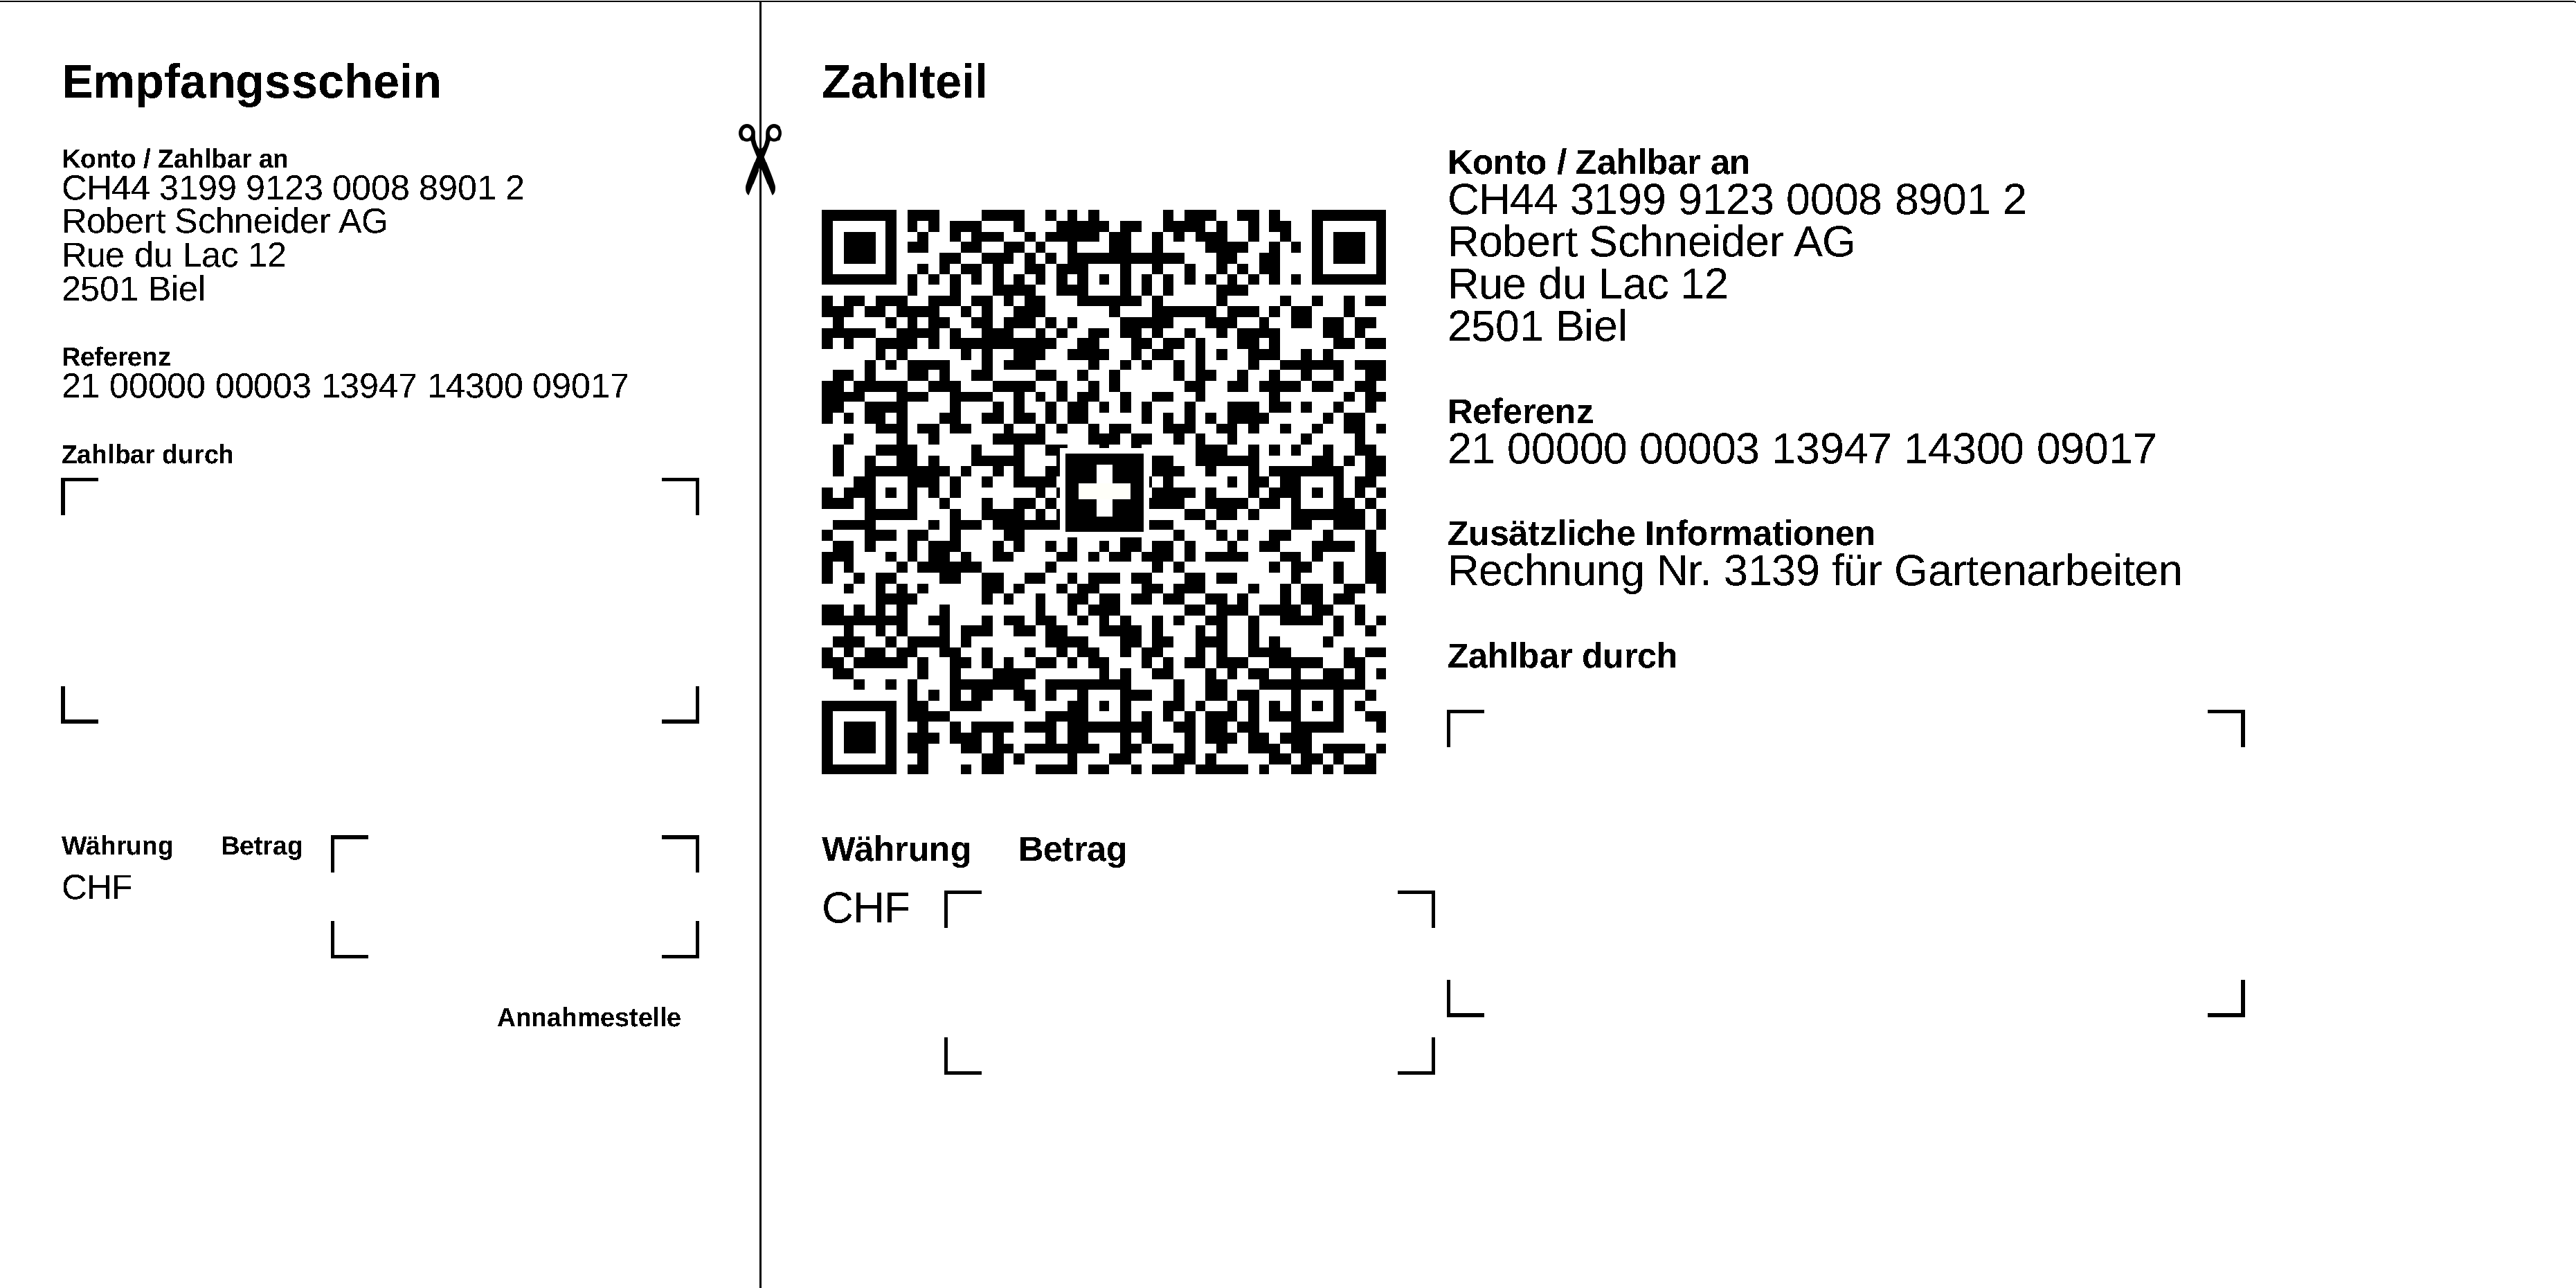 Empfangsschein
Konto / Zahlbar an
CH44 3199 9123 0008 8901 2
Robert Schneider AG
Rue du Lac 12
2501 Biel
Referenz
21 00000 00003 13947 14300 09017
Zahlbar durch
Währung Betrag
CHF
Annahmestelle
Zahlteil
Währung Betrag
CHF
Konto / Zahlbar an
CH44 3199 9123 0008 8901 2
Robert Schneider AG
Rue du Lac 12
2501 Biel
Referenz
21 00000 00003 13947 14300 09017
Zusätzliche Informationen
Rechnung Nr. 3139 für Gartenarbeiten
Zahlbar durch